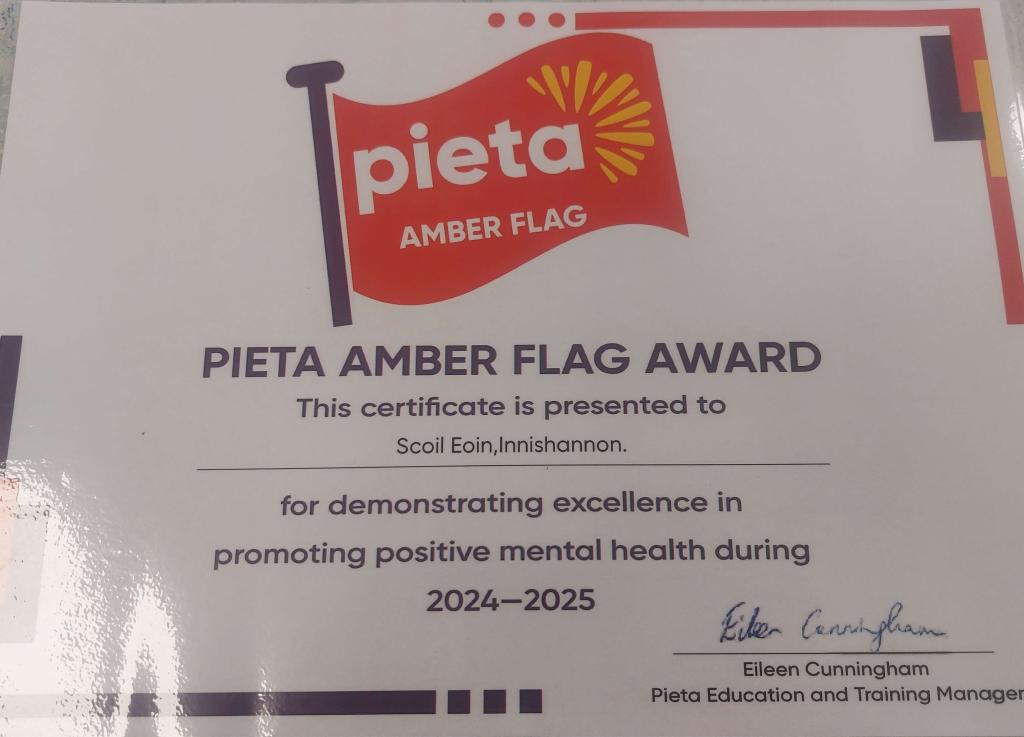 pieta
AMBER FLAG
PIETA AMBER FLAG AWARD
This certificate is presented to
Scoil Eoin,Innishannon.
for demonstrating excellence in
promoting positive mental health during
2024–2025
Eileen Cunningham
Eileen Cunningham
Pieta Education and Training Manager